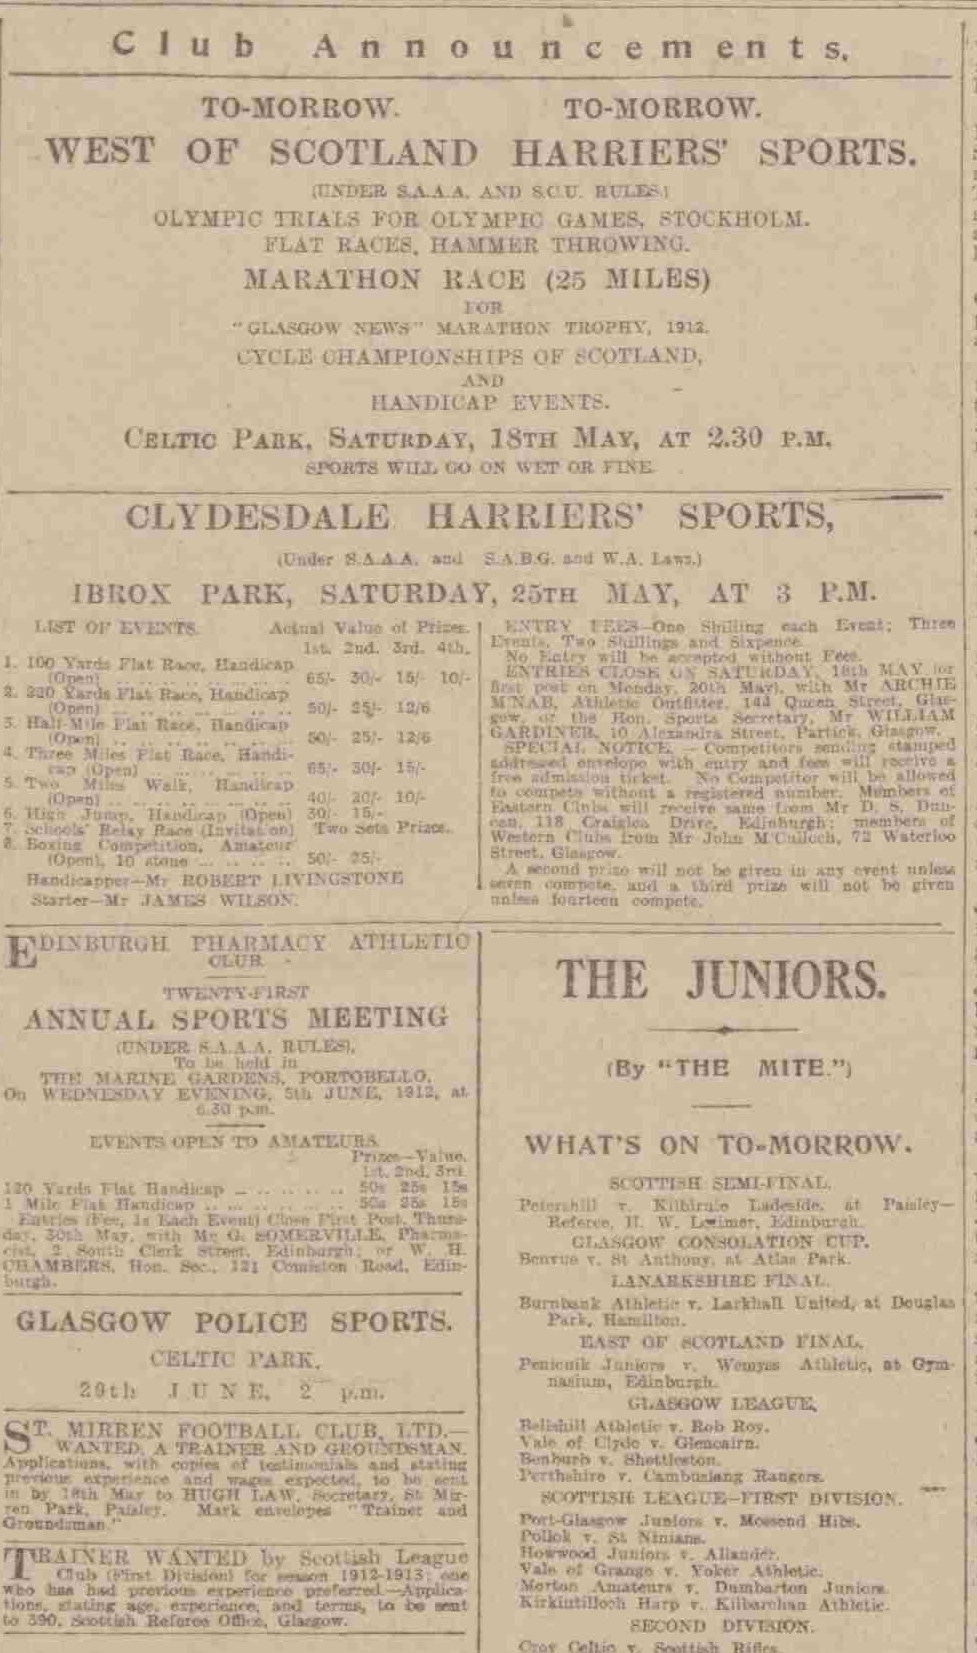 Club Announcements.
TO-MORROW. TO-MORROW.
WEST OF SCOTLAND HARRIERS' SPORTS.
(UNDER S.A.A.A. AND S.C.U. RULES.)
OLYMPIC TRIALS FOR OLYMPIC GAMES, STOCKHOLM.
FLAT RACES, HAMMER THROWING.
MARATHON RACE (25 MILES)
FOR
"GLASGOW NEWS" MARATHON TROPHY, 1912.
CYCLE CHAMPIONSHIPS OF SCOTLAND,
AND
HANDICAP EVENTS.
CELTIC PARK, SATURDAY, 18TH MAY, AT 2.30 P.M.
SPORTS WILL GO ON WET OR FINE.
CLYDESDALE HARRIERS' SPORTS,
(Under S.A.A.A. and S.A.B.G. and W.A. Laws.)
IBROX PARK, SATURDAY, 25TH MAY, AT 3 P.M.
LIST OF EVENTS. Actual Value of Prizes.
1st. 2nd. 3rd. 4th.
1. 100 Yards Flat Race, Handicap
(Open) .. .. .. .. .. .. 65/- 30/- 15/- 10/-
2. 220 Yards Flat Race, Handicap
(Open) .. .. .. .. .. .. 50/- 25/- 12/6
3. Half-Mile Flat Race, Handicap
(Open) .. .. .. .. .. .. 50/- 25/- 12/6
4. Three Miles Flat Race, Handi-
cap (Open) .. .. .. .. .. 65/- 30/- 15/-
5. Two Miles Walk, Handicap
(Open) .. .. .. .. .. .. 40/- 20/- 10/-
6. High Jump, Handicap (Open) 30/- 15/-
7. Schools' Relay Race (Invitation) Two Sets Prizes.
8. Boxing Competition, Amateur
(Open), 10 stone .. .. .. 50/- 25/-
Handicapper—Mr ROBERT LIVINGSTONE
Starter—Mr JAMES WILSON.
ENTRY FEES—One Shilling each Event; Three
Events, Two Shillings and Sixpence.
No Entry will be accepted without Fees.
ENTRIES CLOSE ON SATURDAY, 18th MAY (or
first post on Monday, 20th May), with Mr ARCHIE
M'NAB, Athletic Outfitter, 144 Queen Street, Glas-
gow, or the Hon. Sports Secretary, Mr WILLIAM
GARDINER, 10 Alexandra Street, Partick, Glasgow.
SPECIAL NOTICE.—Competitors sending stamped
addressed envelope with entry and fees will receive a
free admission ticket. No Competitor will be allowed
to compete without a registered number. Members of
Eastern Clubs will receive same from Mr D. S. Dun-
can, 118 Craiglea Drive, Edinburgh; members of
Western Clubs from Mr John M'Culloch, 72 Waterloo
Street, Glasgow.
A second prize will not be given in any event unless
seven compete, and a third prize will not be given
unless fourteen compete.
EDINBURGH PHARMACY ATHLETIC
CLUB
TWENTY-FIRST
ANNUAL SPORTS MEETING
(UNDER S.A.A.A. RULES),
To be held in
THE MARINE GARDENS, PORTOBELLO,
On WEDNESDAY EVENING, 5th JUNE, 1912, at
6.30 p.m.
EVENTS OPEN TO AMATEURS.
Prizes—Value.
1st. 2nd. 3rd.
120 Yards Flat Handicap .. .. .. .. 50s 25s 15s
1 Mile Flat Handicap .. .. .. .. .. 50s 25s 15s
Entries (Fee, 1s Each Event) Close First Post, Thurs-
day, 30th May, with Mr G. SOMERVILLE, Pharma-
cist, 2 South Clerk Street, Edinburgh; or W. H.
CHAMBERS, Hon. Sec., 121 Comiston Road, Edin-
burgh.
GLASGOW POLICE SPORTS.
CELTIC PARK.
29th JUNE, 2 p.m.
ST. MIRREN FOOTBALL CLUB, LTD.—
WANTED, A TRAINER AND GROUNDSMAN.
Applications, with copies of testimonials and stating
previous experience and wages expected, to be sent
in by 18th May to HUGH LAW, Secretary, St Mir-
ren Park, Paisley. Mark envelopes "Trainer and
Groundsman."
TRAINER WANTED by Scottish League
Club (First Division) for season 1912-1913; one
who has had previous experience preferred.—Applica-
tions, stating age, experience, and terms, to be sent
to 390, Scottish Referee Office, Glasgow.
THE JUNIORS.
(By "THE MITE.")
WHAT'S ON TO-MORROW.
SCOTTISH SEMI-FINAL.
Petershill v. Kilbirnie Ladeside, at Paisley—
Referee, H. W. Lorimer, Edinburgh.
GLASGOW CONSOLATION CUP.
Benvue v. St Anthony, at Atlas Park.
LANARKSHIRE FINAL.
Burnbank Athletic v. Larkhall United, at Douglas
Park, Hamilton.
EAST OF SCOTLAND FINAL.
Penicuik Juniors v. Wemyss Athletic, at Gym-
nasium, Edinburgh.
GLASGOW LEAGUE.
Bellshill Athletic v. Rob Roy.
Vale of Clyde v. Glencairn.
Benburb v. Shettleston.
Perthshire v. Cambuslang Rangers.
SCOTTISH LEAGUE—FIRST DIVISION.
Port-Glasgow Juniors v. Mossend Hibs.
Pollok v. St Ninians.
Howwood Juniors v. Allander.
Vale of Grange v. Yoker Athletic.
Morton Amateurs v. Dumbarton Juniors.
Kirkintilloch Harp v. Kilbarchan Athletic.
SECOND DIVISION.
Croy Celtic v. Scottish Rifles.